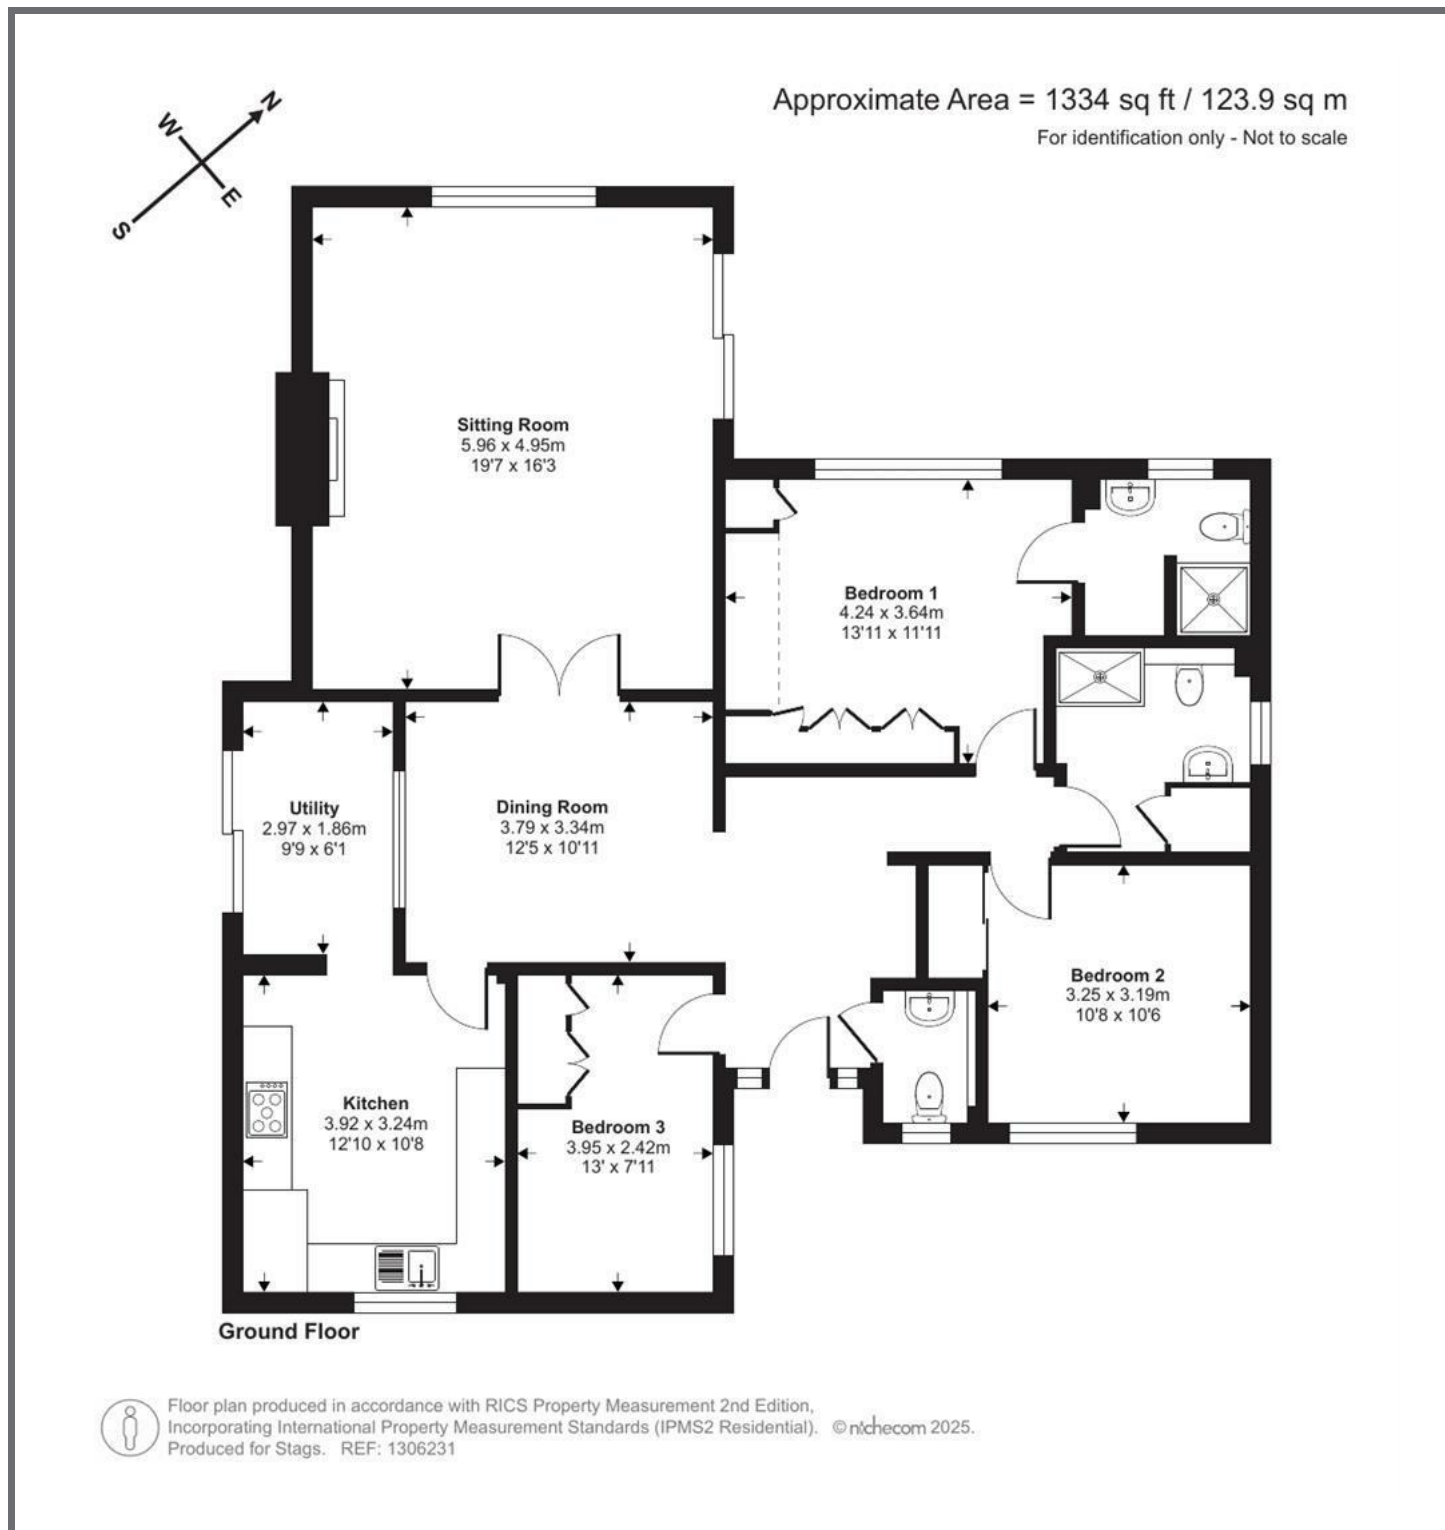 Approximate Area = 1334 sq ft / 123.9 sq m
For identification only - Not to scale
N
W
E
S
Sitting Room
5.96 x 4.95m
19'7 x 16'3
Bedroom 1
4.24 x 3.64m
13'11 x 11'11
Utility
2.97 x 1.86m
9'9 x 6'1
Dining Room
3.79 x 3.34m
12'5 x 10'11
Bedroom 2
3.25 x 3.19m
10'8 x 10'6
Kitchen
3.92 x 3.24m
12'10 x 10'8
Bedroom 3
3.95 x 2.42m
13' x 7'11
Ground Floor
Floor plan produced in accordance with RICS Property Measurement 2nd Edition,
Incorporating International Property Measurement Standards (IPMS2 Residential). © nichecom 2025.
Produced for Stags. REF: 1306231